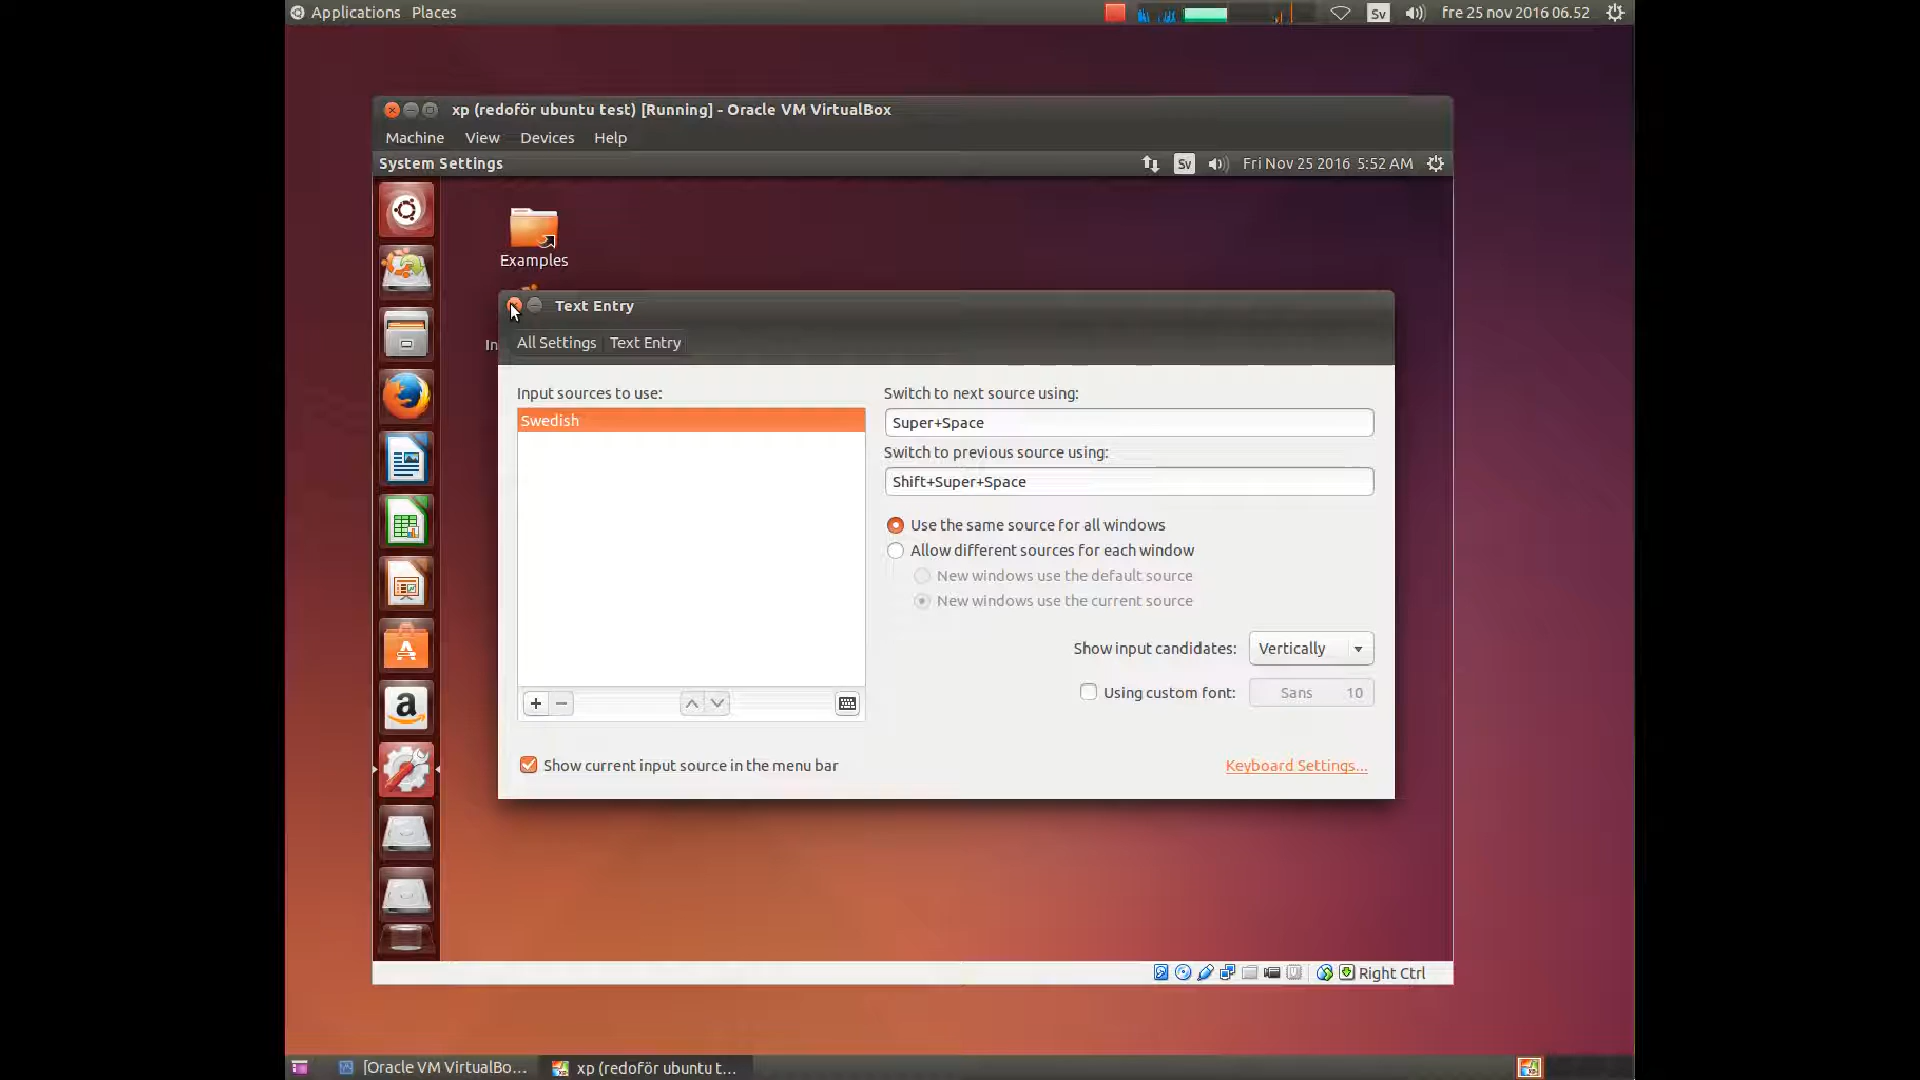 Applications Places
Sv
fre 25 nov 2016 06.52
xp (redoför ubuntu test) [Running] - Oracle VM VirtualBox
Machine View Devices Help
System Settings
Sv
Fri Nov 25 2016 5:52 AM
Examples
In
Text Entry
All Settings Text Entry
Input sources to use:
Swedish
Switch to next source using:
Super+Space
Switch to previous source using:
Shift+Super+Space
Use the same source for all windows
Allow different sources for each window
New windows use the default source
New windows use the current source
Show input candidates: Vertically
Using custom font: Sans 10
Show current input source in the menu bar
Keyboard Settings...
Right Ctrl
[Oracle VM VirtualBo...
xp (redoför ubuntu t...